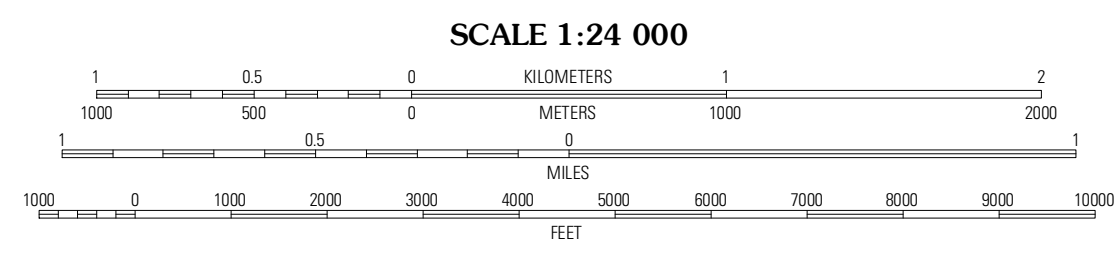 SCALE 1:24 000
1 0.5 0 KILOMETERS 1 2
1000 500 0 METERS 1000 2000
1 0.5 0 1
MILES
1000 0 1000 2000 3000 4000 5000 6000 7000 8000 9000 10000
FEET